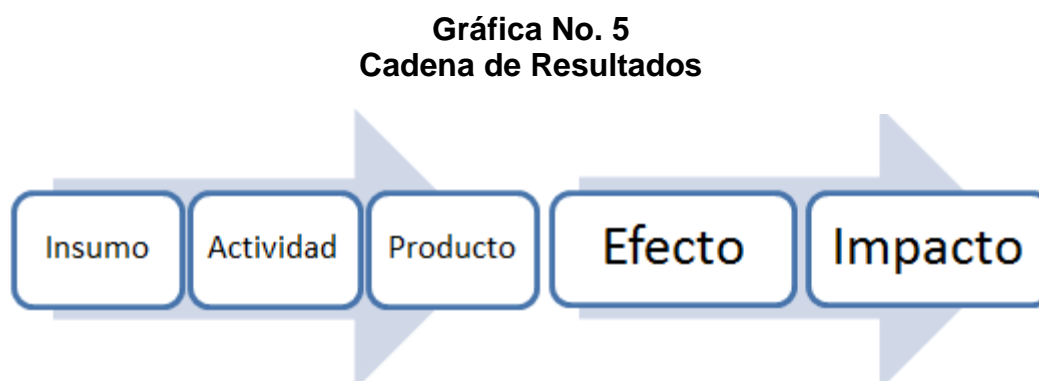 Gráfica No. 5
Cadena de Resultados
Insumo
Actividad
Producto
Efecto
Impacto